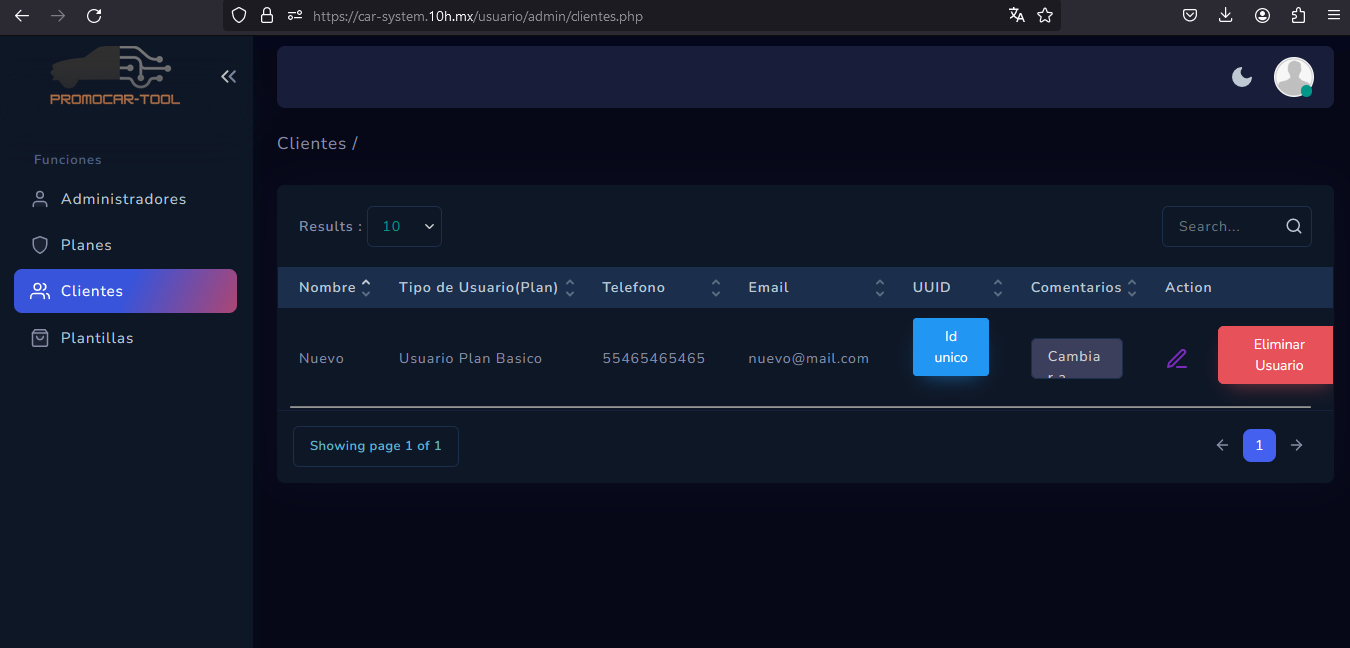 https://car-system.10h.mx/usuario/admin/clientes.php
PROMOCAR-TOOL
Clientes /
Funciones
Administradores
Planes
Clientes
Plantillas
Results :
10
Search...
Nombre
Tipo de Usuario(Plan)
Telefono
Email
UUID
Comentarios
Action
Nuevo
Usuario Plan Basico
55465465465
nuevo@mail.com
Id
unico
Cambia
r a
Eliminar
Usuario
Showing page 1 of 1
1